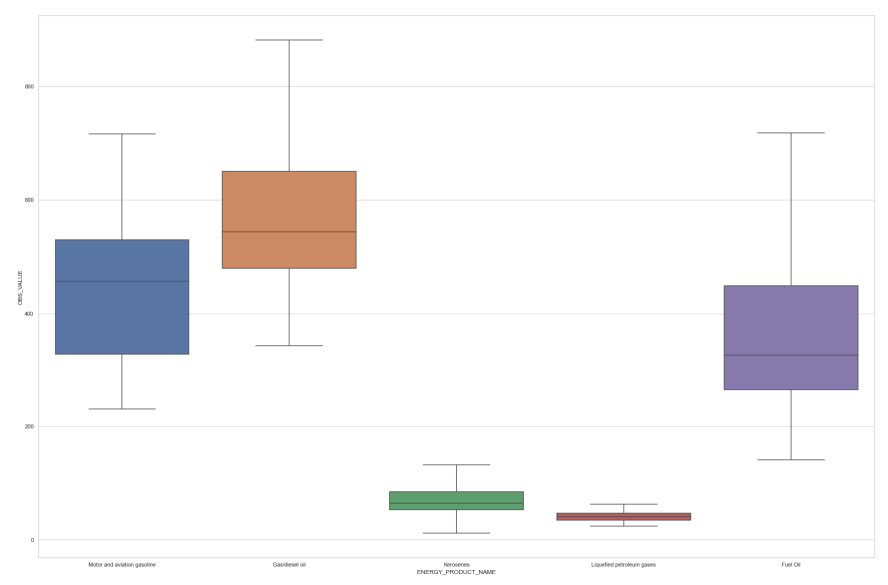 800
600
400
200
0
OBS_VALUE
Motor and aviation gasoline
Gas/diesel oil
Kerosenes
Liquefied petroleum gases
Fuel Oil
ENERGY_PRODUCT_NAME